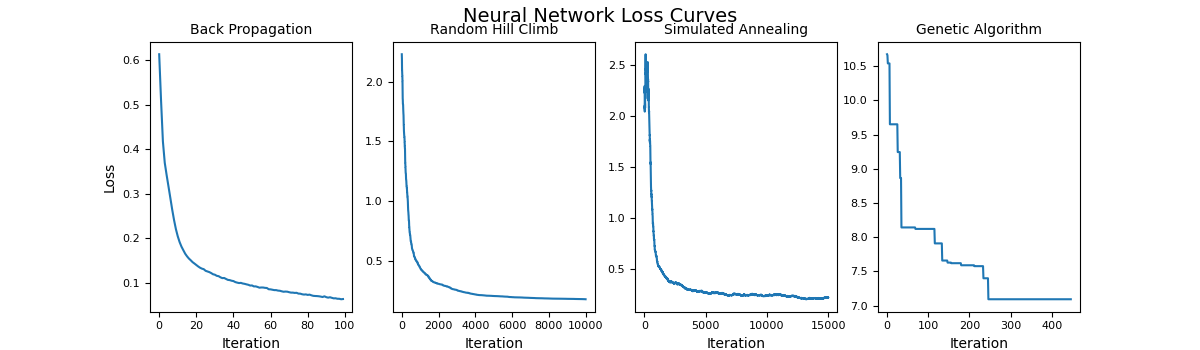 Neural Network Loss Curves
Back Propagation
Random Hill Climb
Simulated Annealing
Genetic Algorithm
Loss
0.6
0.5
0.4
0.3
0.2
0.1
0 20 40 60 80 100
Iteration
2.0
1.5
1.0
0.5
0 2000 4000 6000 8000 10000
Iteration
2.5
2.0
1.5
1.0
0.5
0 5000 10000 15000
Iteration
10.5
10.0
9.5
9.0
8.5
8.0
7.5
7.0
0 100 200 300 400
Iteration